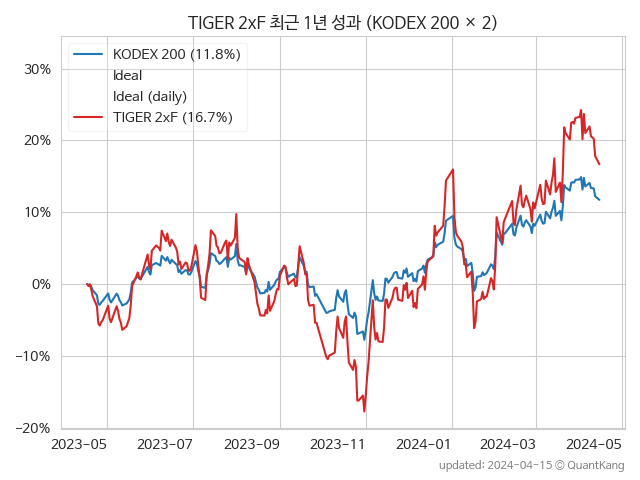 TIGER 2xF 최근 1년 성과 (KODEX 200 × 2)
KODEX 200 (11.8%)
Ideal
Ideal (daily)
TIGER 2xF (16.7%)
30%
20%
10%
0%
−10%
−20%
2023-05
2023-07
2023-09
2023-11
2024-01
2024-03
2024-05
updated: 2024-04-15 © QuantKang